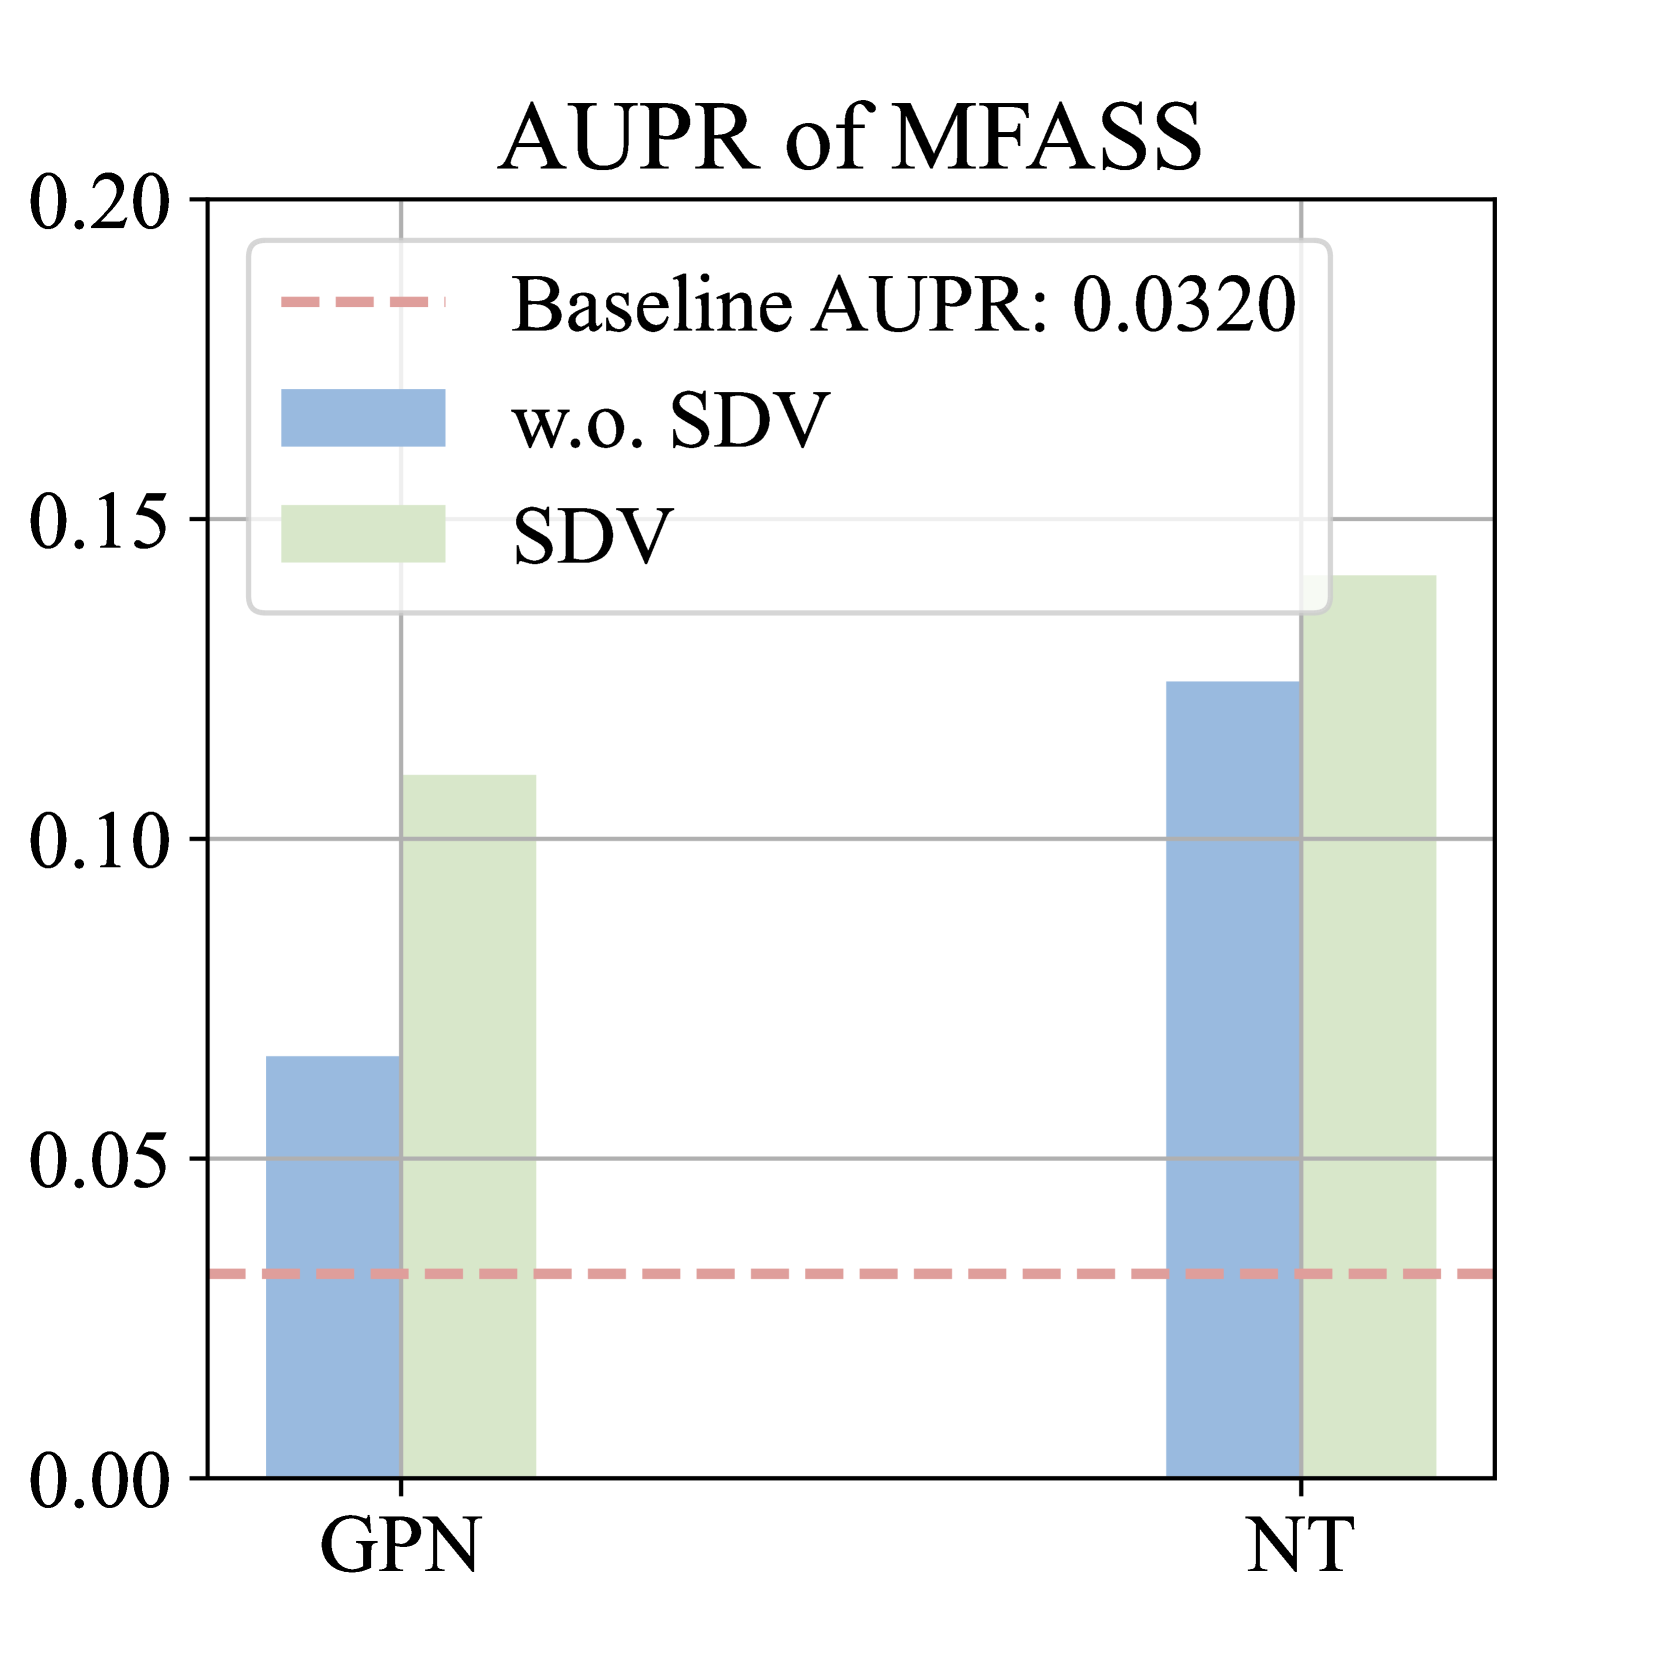 AUPR of MFASS
0.20
0.15
0.10
0.05
0.00
Baseline AUPR: 0.0320
w.o. SDV
SDV
GPN
NT